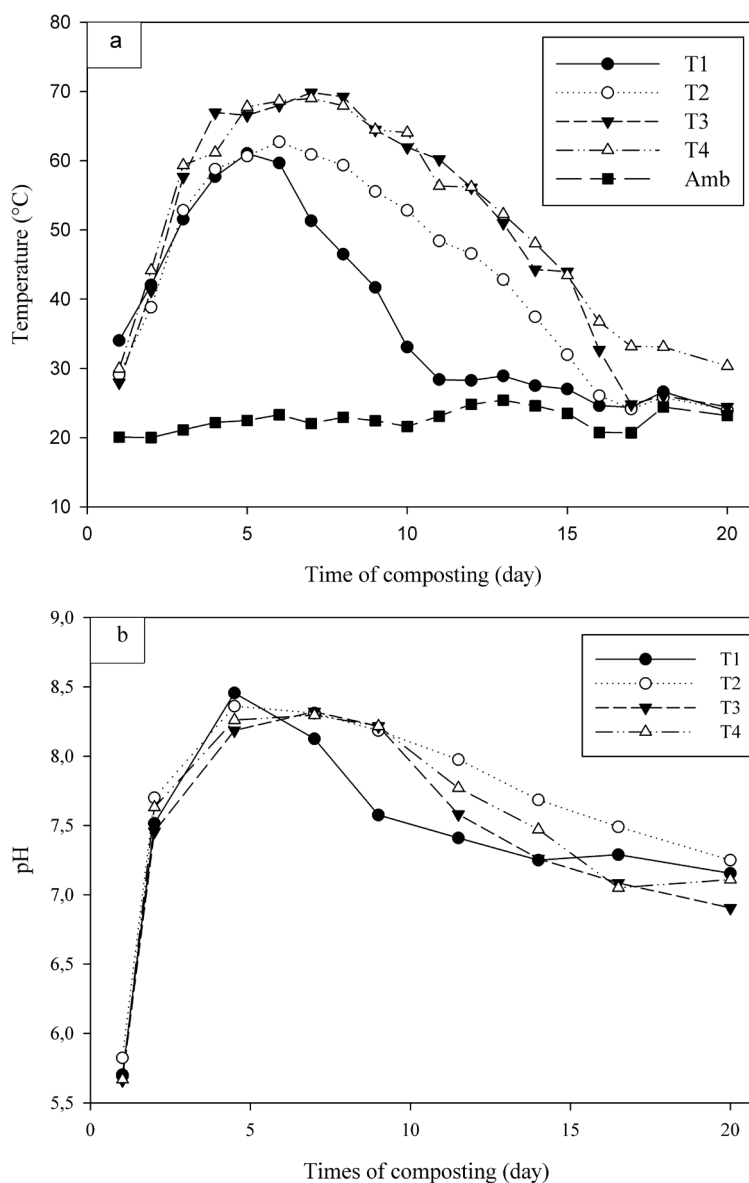 80
a
70
60
50
40
30
20
10
Temperature (°C)
T1
T2
T3
T4
Amb
0
5
10
15
20
Time of composting (day)
9,0
b
8,5
8,0
7,5
7,0
6,5
6,0
5,5
pH
T1
T2
T3
T4
0
5
10
15
20
Times of composting (day)